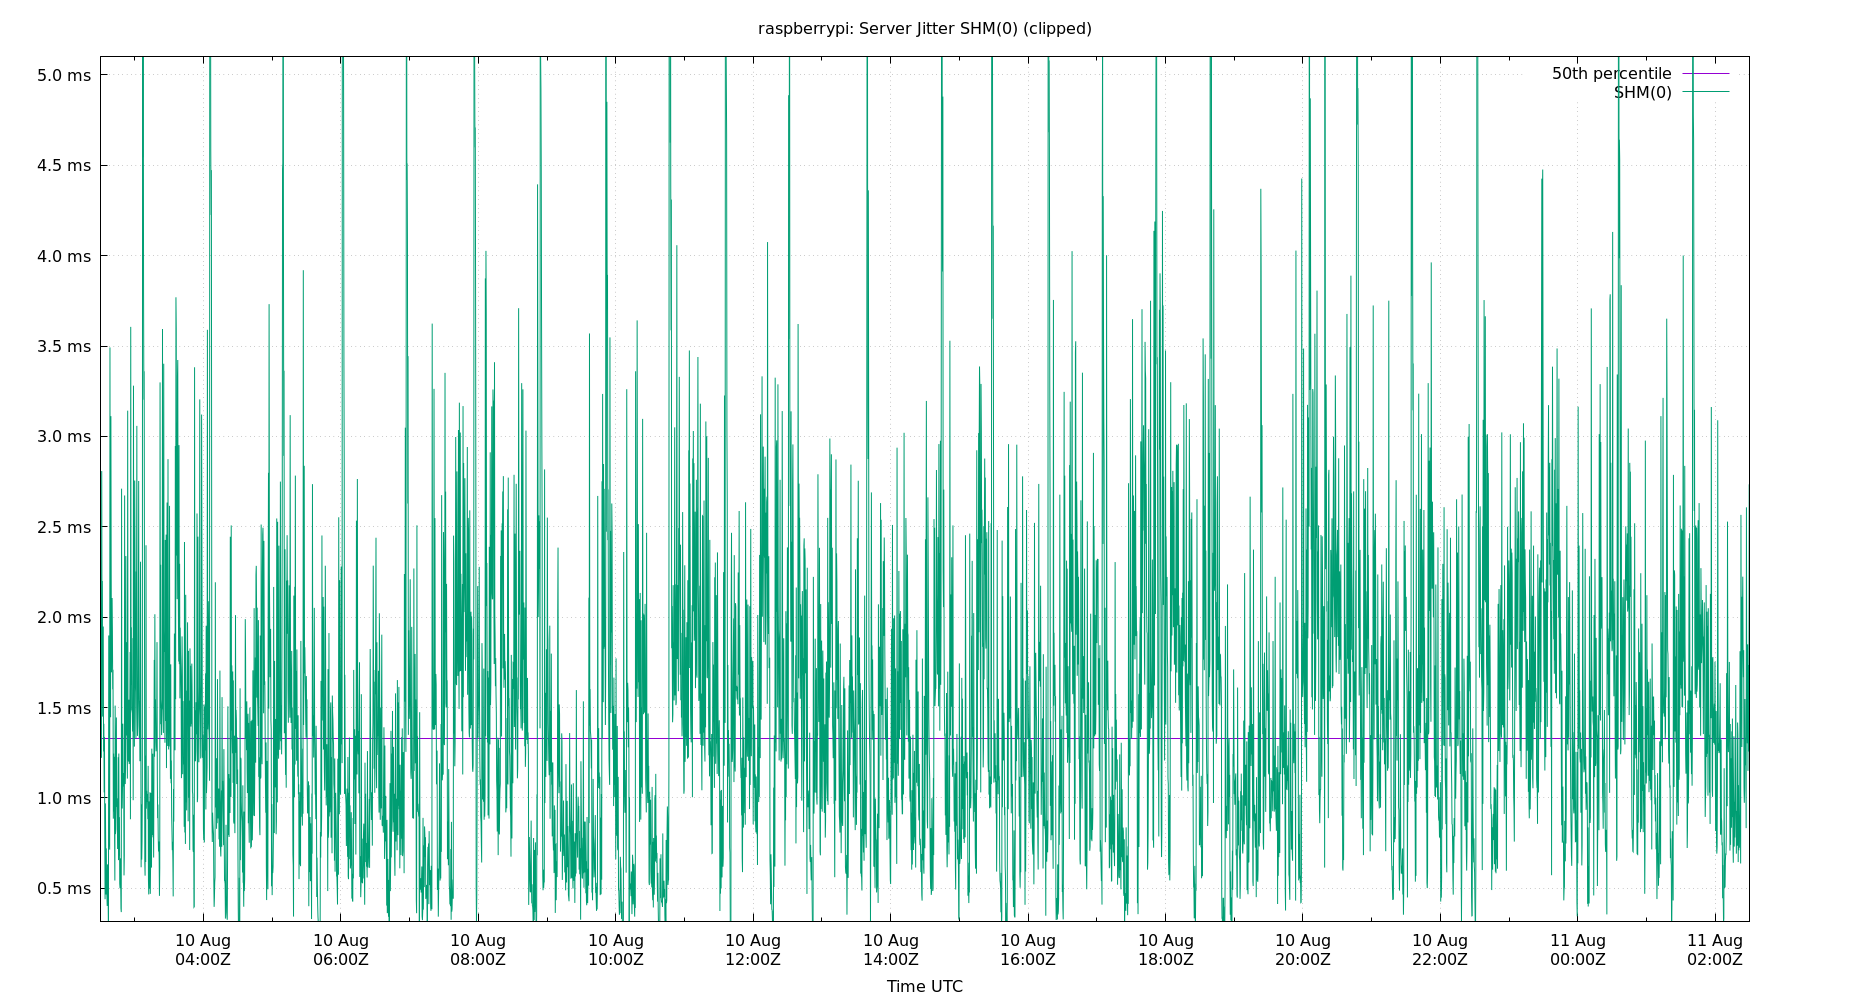 raspberrypi: Server Jitter SHM(0) (clipped)
50th percentile
SHM(0)
5.0 ms
4.5 ms
4.0 ms
3.5 ms
3.0 ms
2.5 ms
2.0 ms
1.5 ms
1.0 ms
0.5 ms
10 Aug 10 Aug 10 Aug 10 Aug 10 Aug 10 Aug 10 Aug 10 Aug 10 Aug 10 Aug 11 Aug 11 Aug
04:00Z 06:00Z 08:00Z 10:00Z 12:00Z 14:00Z 16:00Z 18:00Z 20:00Z 22:00Z 00:00Z 02:00Z
Time UTC